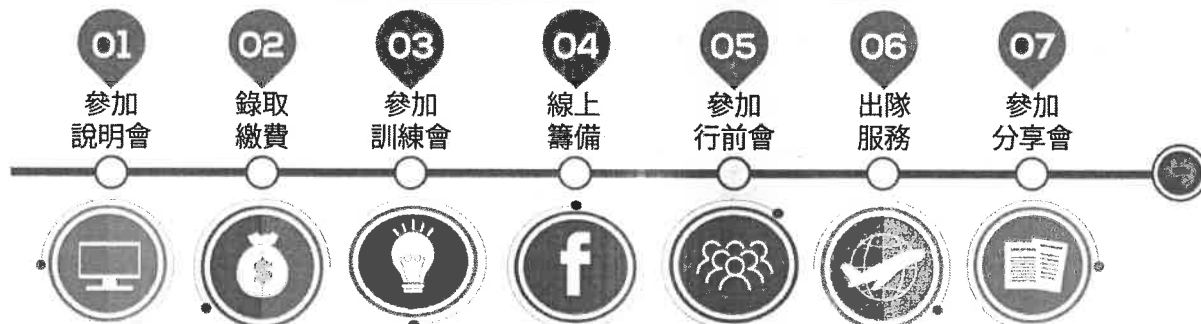 01
參加
說明會
02
錄取
繳費
03
參加
訓練會
04
線上
籌備
05
參加
行前會
06
出隊
服務
07
參加
分享會
$
f